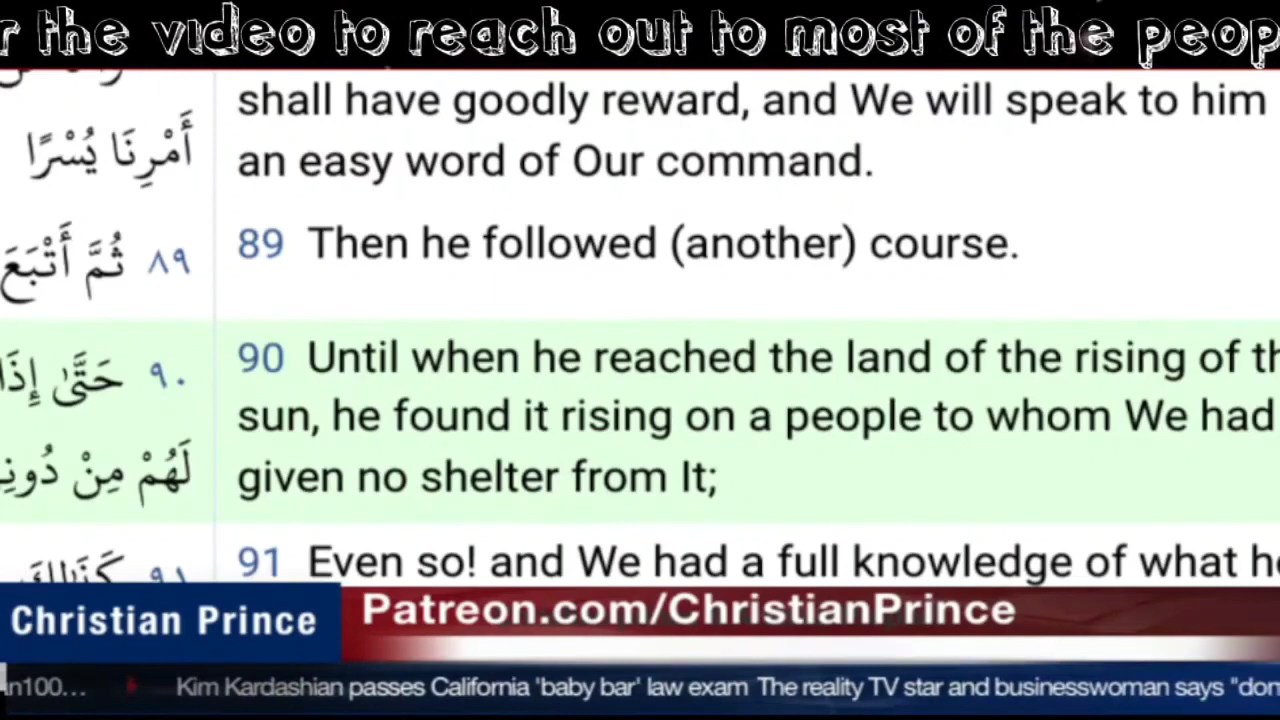 r the video to reach out to most of the peop
shall have goodly reward, and We will speak to him
an easy word of Our command.
أَمْرِنَا يُسْرًا
89 Then he followed (another) course.
٨٩ ثُمَّ أَتْبَعَ
90 Until when he reached the land of the rising of th
sun, he found it rising on a people to whom We had
given no shelter from It;
٩٠ حَتَّىٰ إِذَا
لَهُمْ مِنْ
91 Even so! and We had a full knowledge of what he
٩١ كَذَٰلِكَ
Christian Prince
Patreon.com/ChristianPrince
n100... Kim Kardashian passes California 'baby bar' law exam The reality TV star and businesswoman says "don